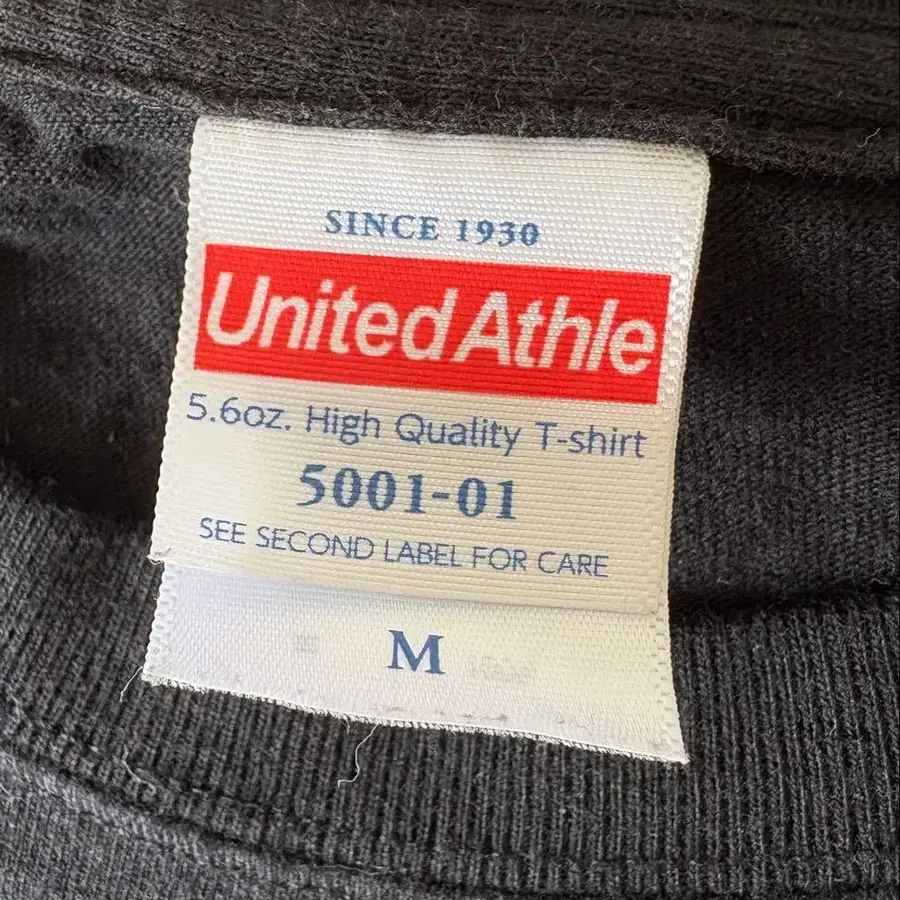 SINCE 1930
United Athle
5.6oz. High Quality T-shirt
5001-01
SEE SECOND LABEL FOR CARE
M